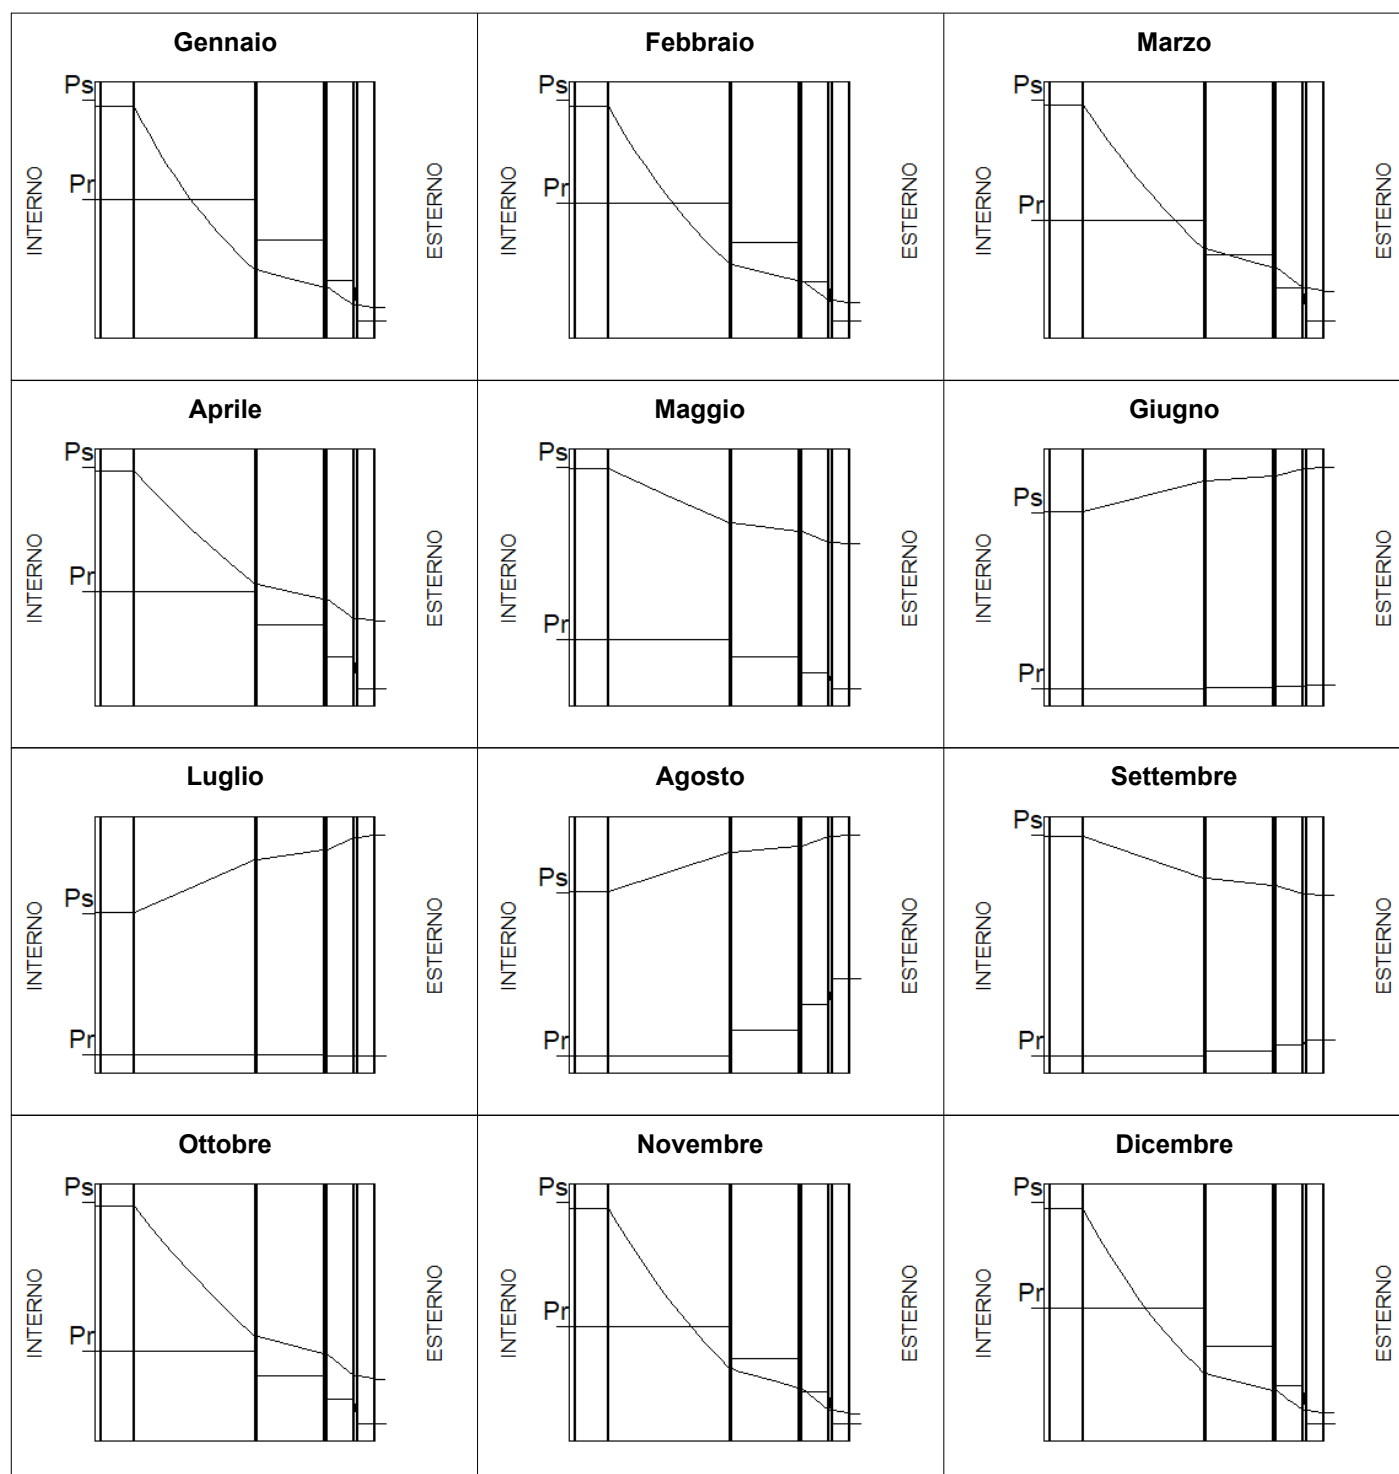 Gennaio
Febbraio
Marzo
Ps
Pr
INTERNO
ESTERNO
Ps
Pr
INTERNO
ESTERNO
Ps
Pr
INTERNO
ESTERNO
Aprile
Maggio
Giugno
Ps
Pr
INTERNO
ESTERNO
Ps
Pr
INTERNO
ESTERNO
Ps
Pr
INTERNO
ESTERNO
Luglio
Agosto
Settembre
Ps
Pr
INTERNO
ESTERNO
Ps
Pr
INTERNO
ESTERNO
Ps
Pr
INTERNO
ESTERNO
Ottobre
Novembre
Dicembre
Ps
Pr
INTERNO
ESTERNO
Ps
Pr
INTERNO
ESTERNO
Ps
Pr
INTERNO
ESTERNO